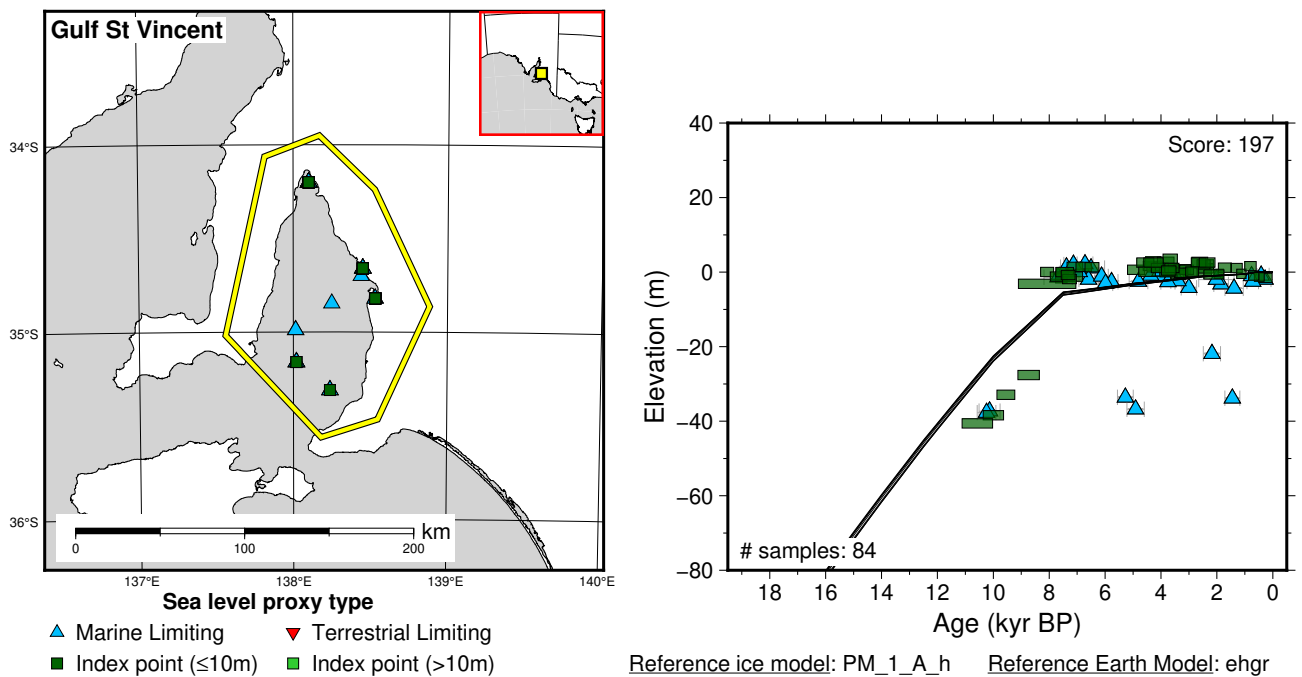 Gulf St Vincent
34°S
35°S
36°S
km
0 100 200
137°E 138°E 139°E 140°E
Sea level proxy type
Marine Limiting
Terrestrial Limiting
Index point (≤10m)
Index point (>10m)
Score: 197
40
20
0
−20
−40
−60
−80
Elevation (m)
# samples: 84
18 16 14 12 10 8 6 4 2 0
Age (kyr BP)
Reference ice model: PM_1_A_h
Reference Earth Model: ehgr